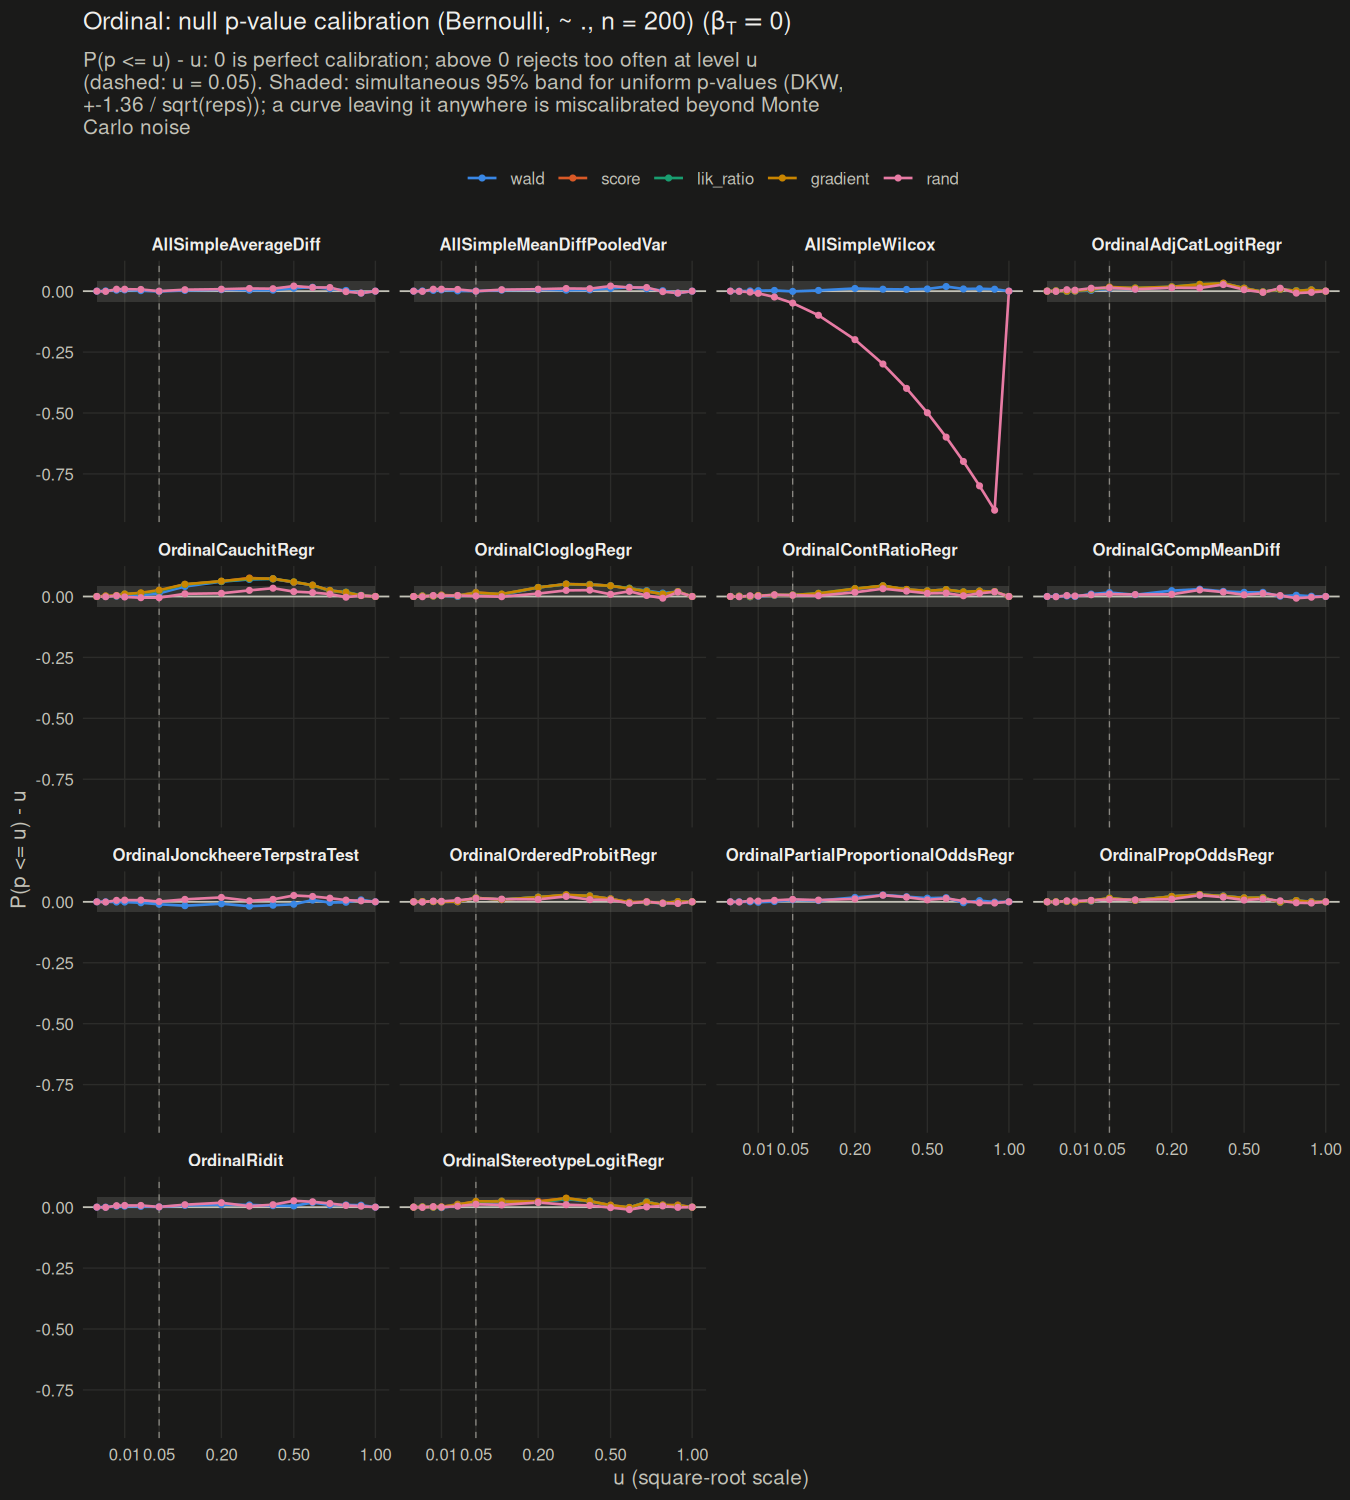 Ordinal: null p-value calibration (Bernoulli, ~ ., n = 200) (βT = 0)
P(p <= u) - u: 0 is perfect calibration; above 0 rejects too often at level u
(dashed: u = 0.05). Shaded: simultaneous 95% band for uniform p-values (DKW,
+-1.36 / sqrt(reps)); a curve leaving it anywhere is miscalibrated beyond Monte
Carlo noise
wald score lik_ratio gradient rand
AllSimpleAverageDiff AllSimpleMeanDiffPooledVar AllSimpleWilcox OrdinalAdjCatLogitRegr
0.00
-0.25
-0.50
-0.75
OrdinalCauchitRegr OrdinalCloglogRegr OrdinalContRatioRegr OrdinalGCompMeanDiff
0.00
-0.25
-0.50
-0.75
P(p <= u) - u
OrdinalJonckheereTerpstraTest OrdinalOrderedProbitRegr OrdinalPartialProportionalOddsRegr OrdinalPropOddsRegr
0.00
-0.25
-0.50
-0.75
0.01 0.05 0.20 0.50 1.00 0.01 0.05 0.20 0.50 1.00
OrdinalRidit OrdinalStereotypeLogitRegr
0.00
-0.25
-0.50
-0.75
0.01 0.05 0.20 0.50 1.00 0.01 0.05 0.20 0.50 1.00
u (square-root scale)